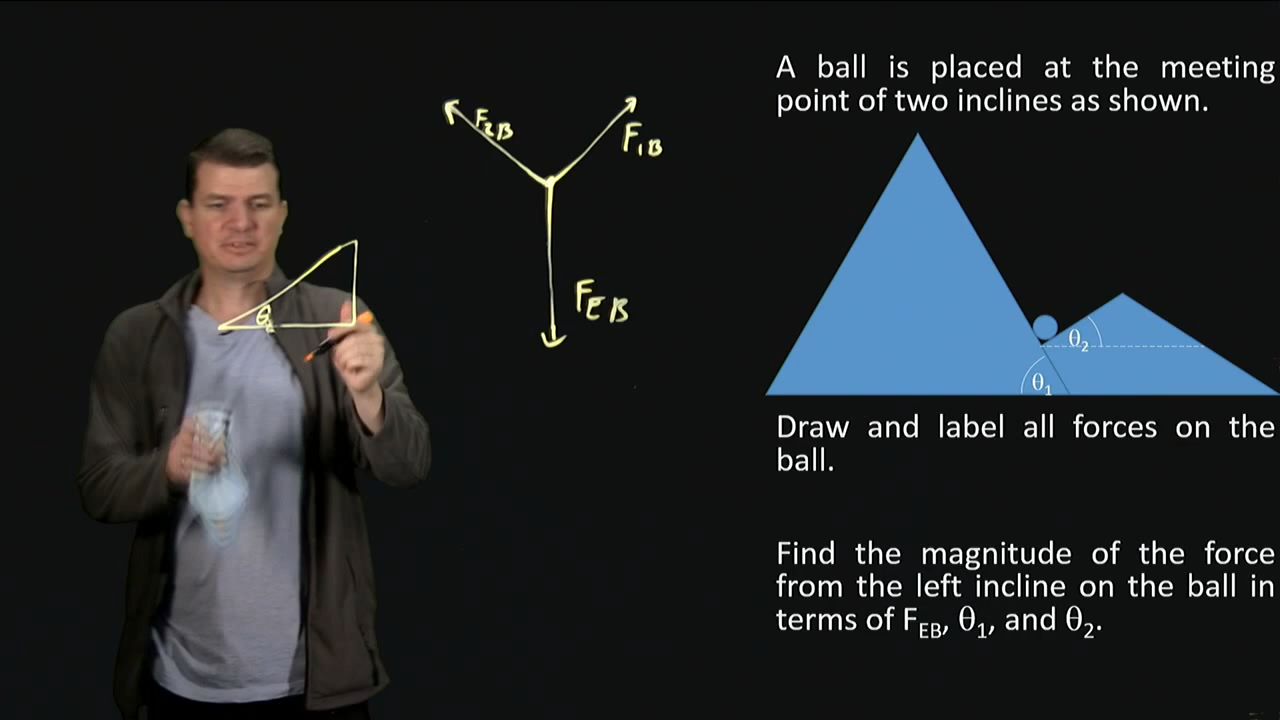 F2B
F1B
FEB
θ2
A ball is placed at the meeting
point of two inclines as shown.
θ2
θ1
Draw and label all forces on the
ball.
Find the magnitude of the force
from the left incline on the ball in
terms of FEB, θ1, and θ2.